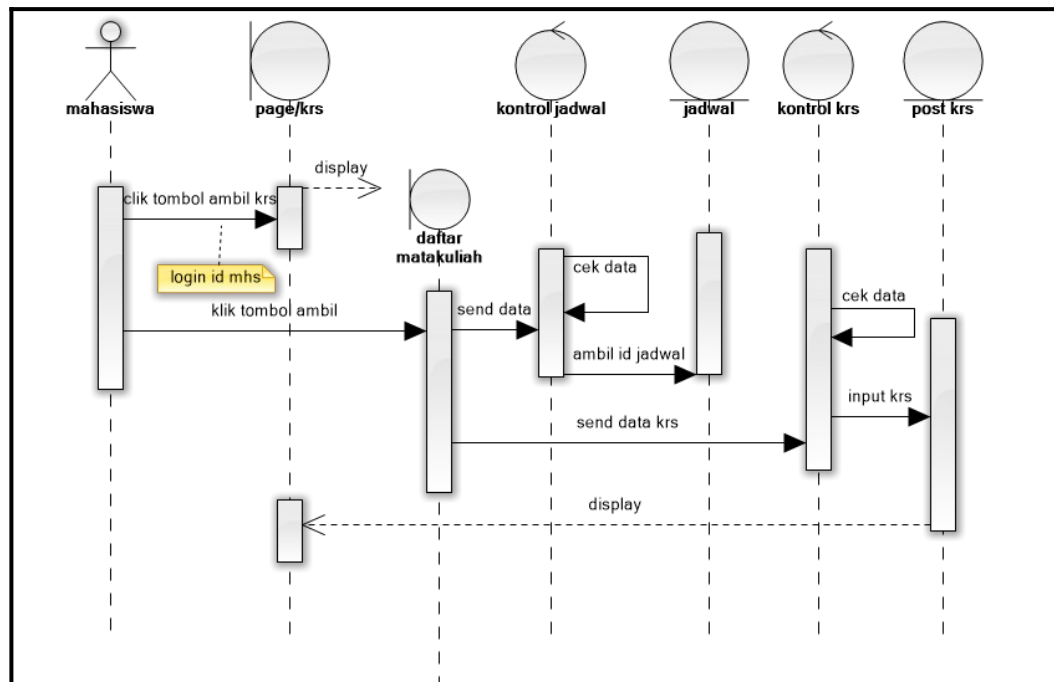 mahasiswa
page/krs
kontrol jadwal
jadwal
kontrol krs
post krs
display
clik tombol ambil krs
daftar
matakuliah
login id mhs
cek data
klik tombol ambil
send data
cek data
ambil id jadwal
input krs
send data krs
display